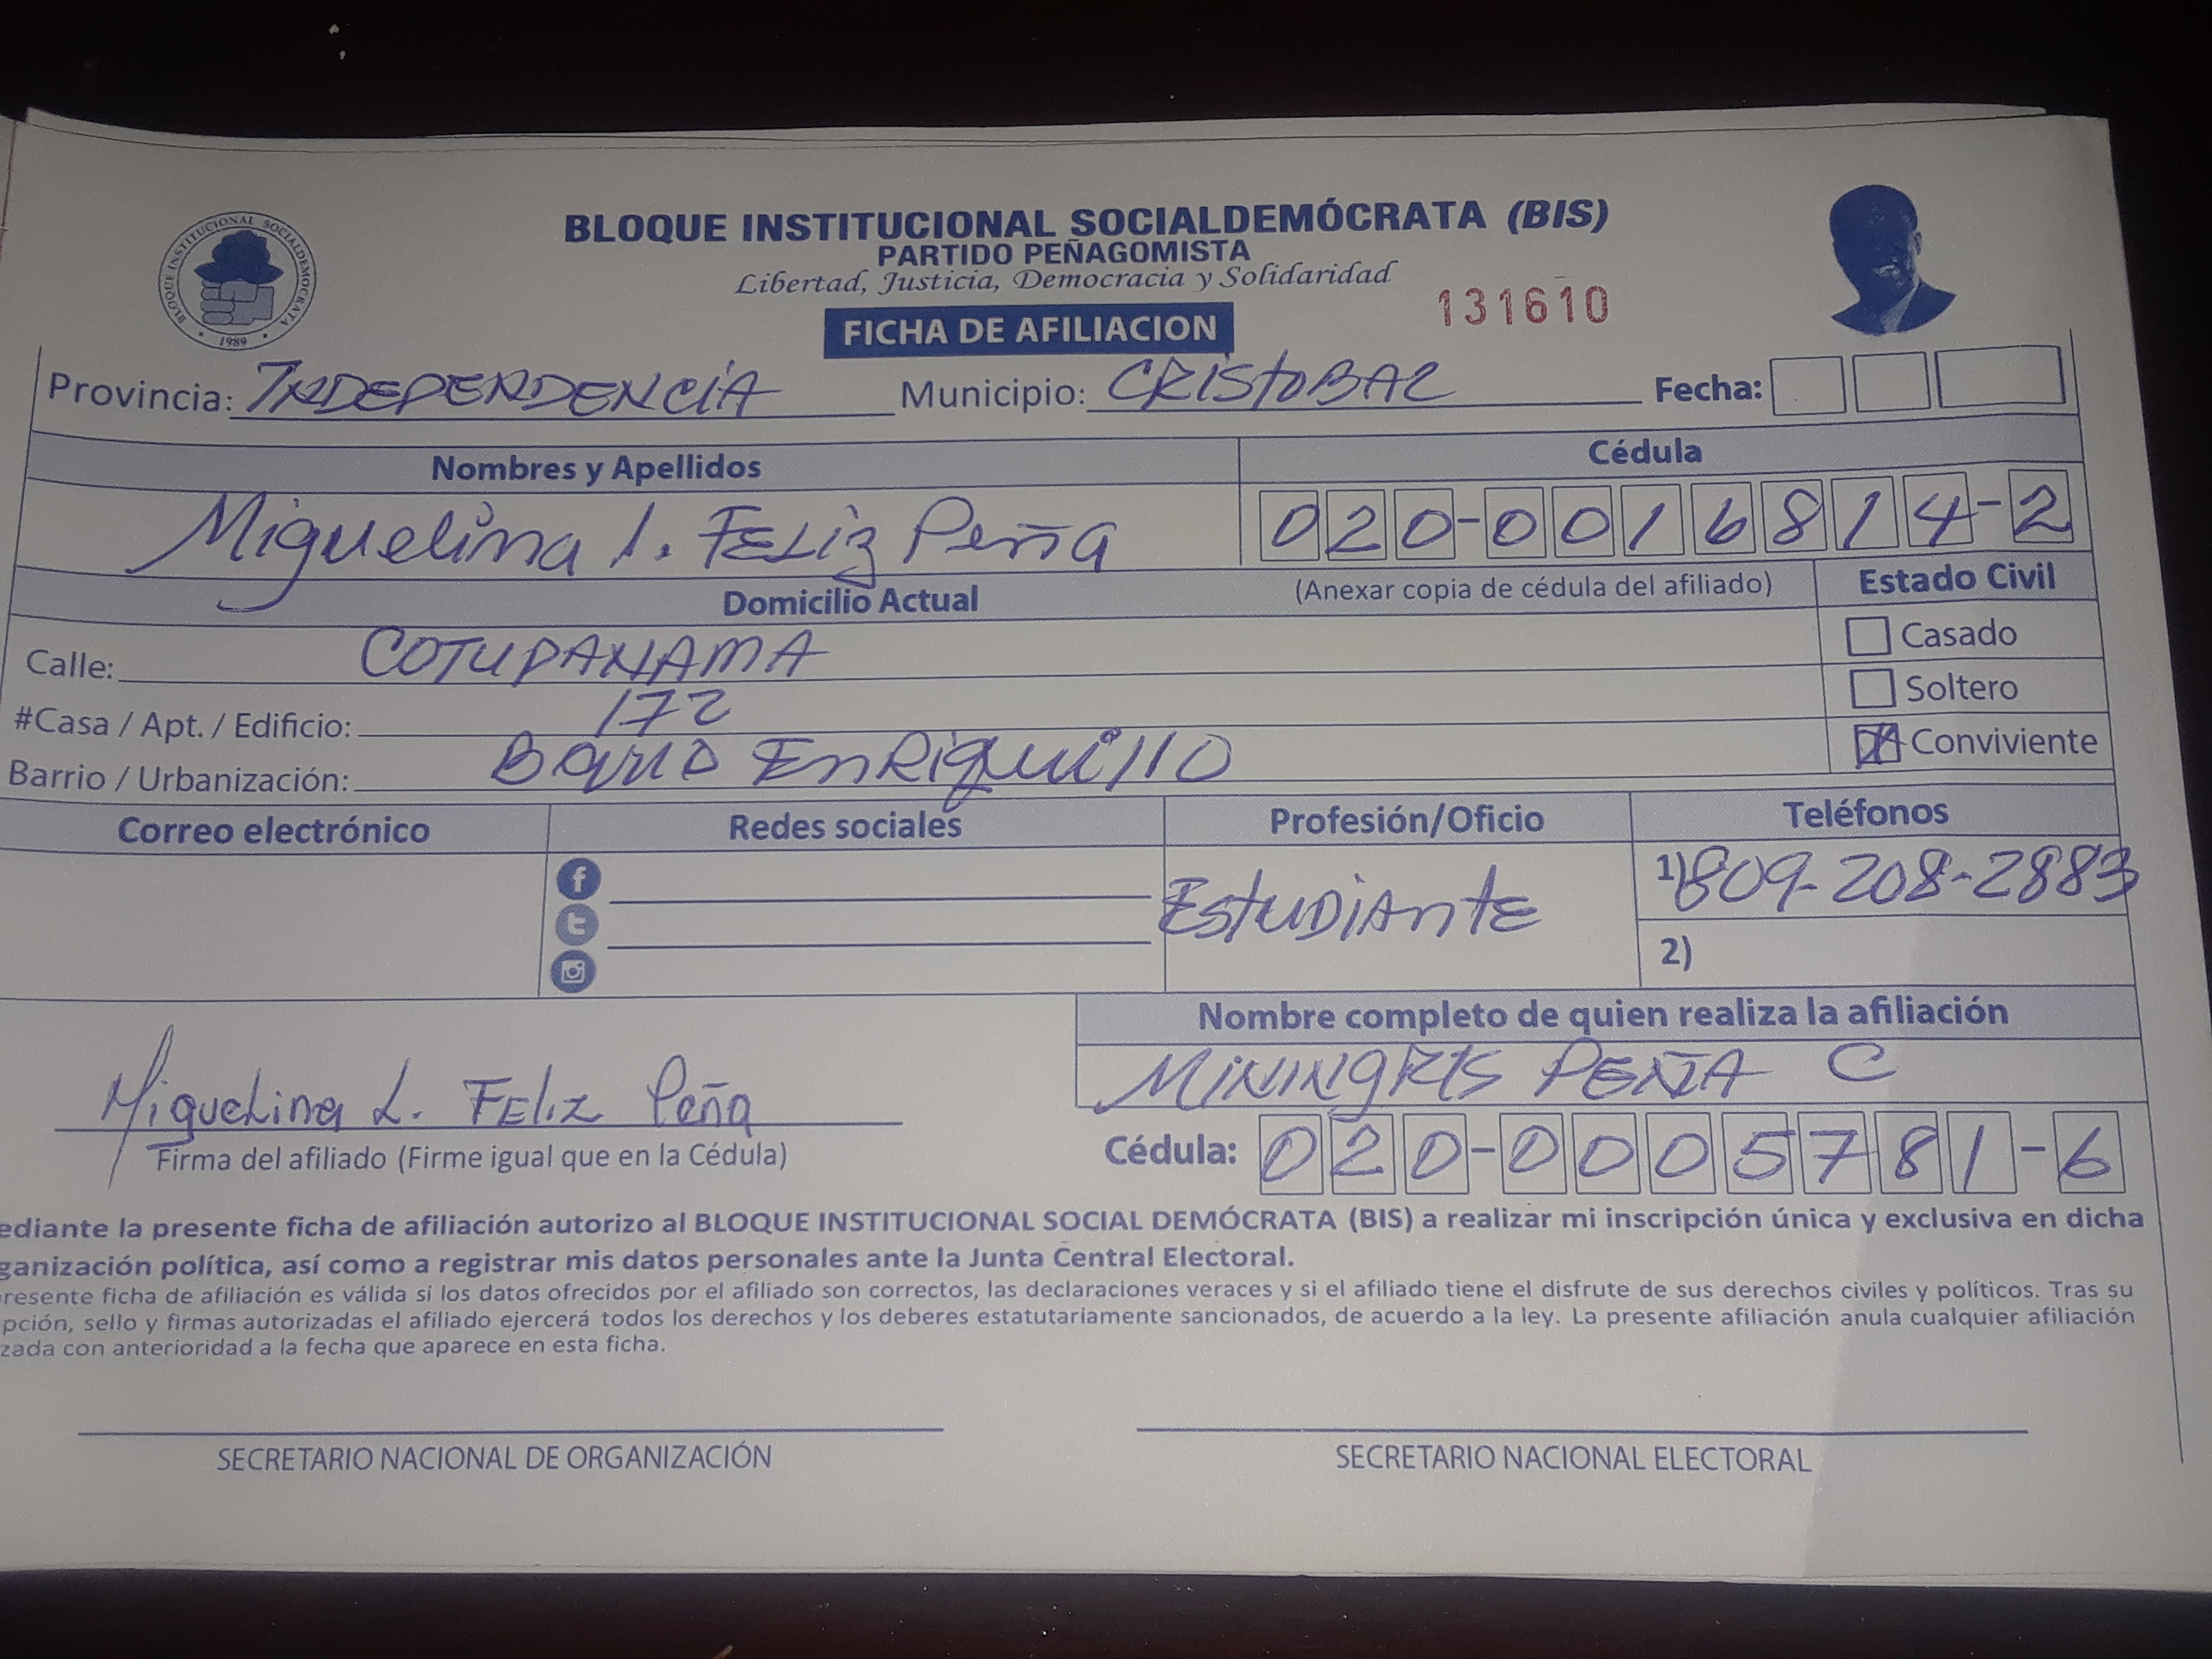 BLOQUE INSTITUCIONAL SOCIALDEMÓCRATA (BIS)
PARTIDO PEÑAGOMISTA
Libertad, Justicia, Democracia y Solidaridad
BLOQUE INSTITUCIONAL SOCIALDEMOCRATA
1989
FICHA DE AFILIACION
131610
Provincia: INDEPENDENCIA Municipio: CRISTOBAL Fecha:
Nombres y Apellidos Cédula
Miguelina L. FELiz Peña 020-0016814-2
Domicilio Actual (Anexar copia de cédula del afiliado) Estado Civil
Calle: COTUPANAMA Casado
#Casa / Apt. / Edificio: 172 Soltero
Barrio / Urbanización: Bario EnRiquillo Conviviente
Correo electrónico Redes sociales Profesión/Oficio Teléfonos
Estudiante
1) 809-208-2883
2)
Nombre completo de quien realiza la afiliación
MiNiNgRIS PEÑA C
Miguelina L. FEliz Peña
Firma del afiliado (Firme igual que en la Cédula)
Cédula: 020-0005781-6
ediante la presente ficha de afiliación autorizo al BLOQUE INSTITUCIONAL SOCIAL DEMÓCRATA (BIS) a realizar mi inscripción única y exclusiva en dicha
ganización política, así como a registrar mis datos personales ante la Junta Central Electoral.
resente ficha de afiliación es válida si los datos ofrecidos por el afiliado son correctos, las declaraciones veraces y si el afiliado tiene el disfrute de sus derechos civiles y políticos. Tras su
pción, sello y firmas autorizadas el afiliado ejercerá todos los derechos y los deberes estatutariamente sancionados, de acuerdo a la ley. La presente afiliación anula cualquier afiliación
zada con anterioridad a la fecha que aparece en esta ficha.
SECRETARIO NACIONAL DE ORGANIZACIÓN SECRETARIO NACIONAL ELECTORAL